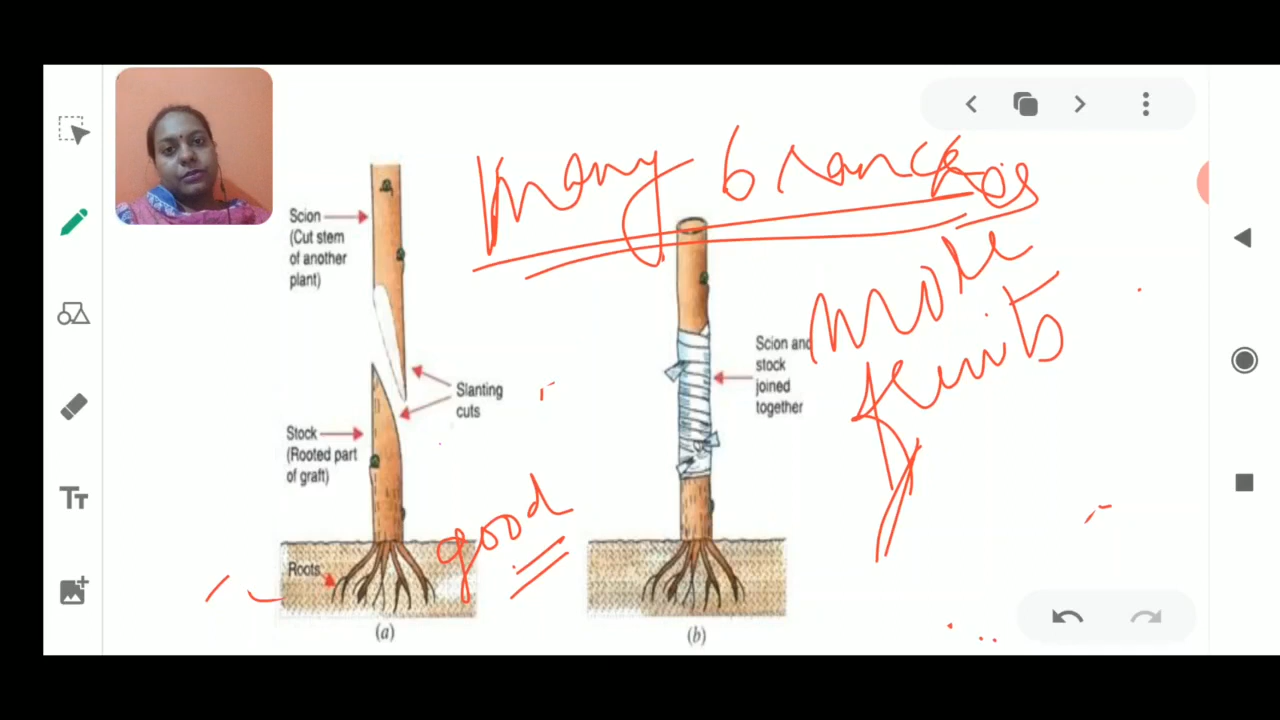 many branches
more
fruits
Scion
(Cut stem
of another
plant)
Slanting
cuts
Stock
(Rooted part
of graft)
Scion and
stock
joined
together
good
Roots
(a)
(b)
TT